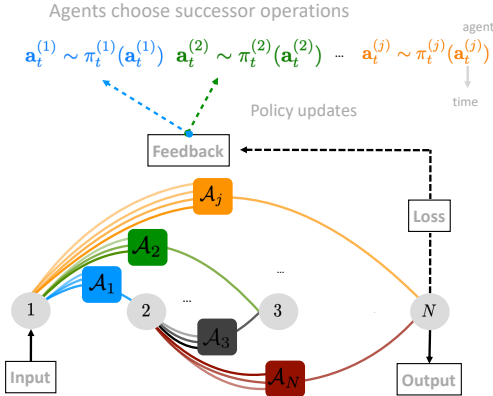 Agents choose successor operations
agent
a_t^{(1)} ∼ π_t^{(1)}(a_t^{(1)}) a_t^{(2)} ∼ π_t^{(2)}(a_t^{(2)}) ... a_t^{(j)} ∼ π_t^{(j)}(a_t^{(j)})
time
Policy updates
Feedback
A_j
Loss
A_2
...
A_1
...
1 2 3 N
A_3
A_N
Input Output